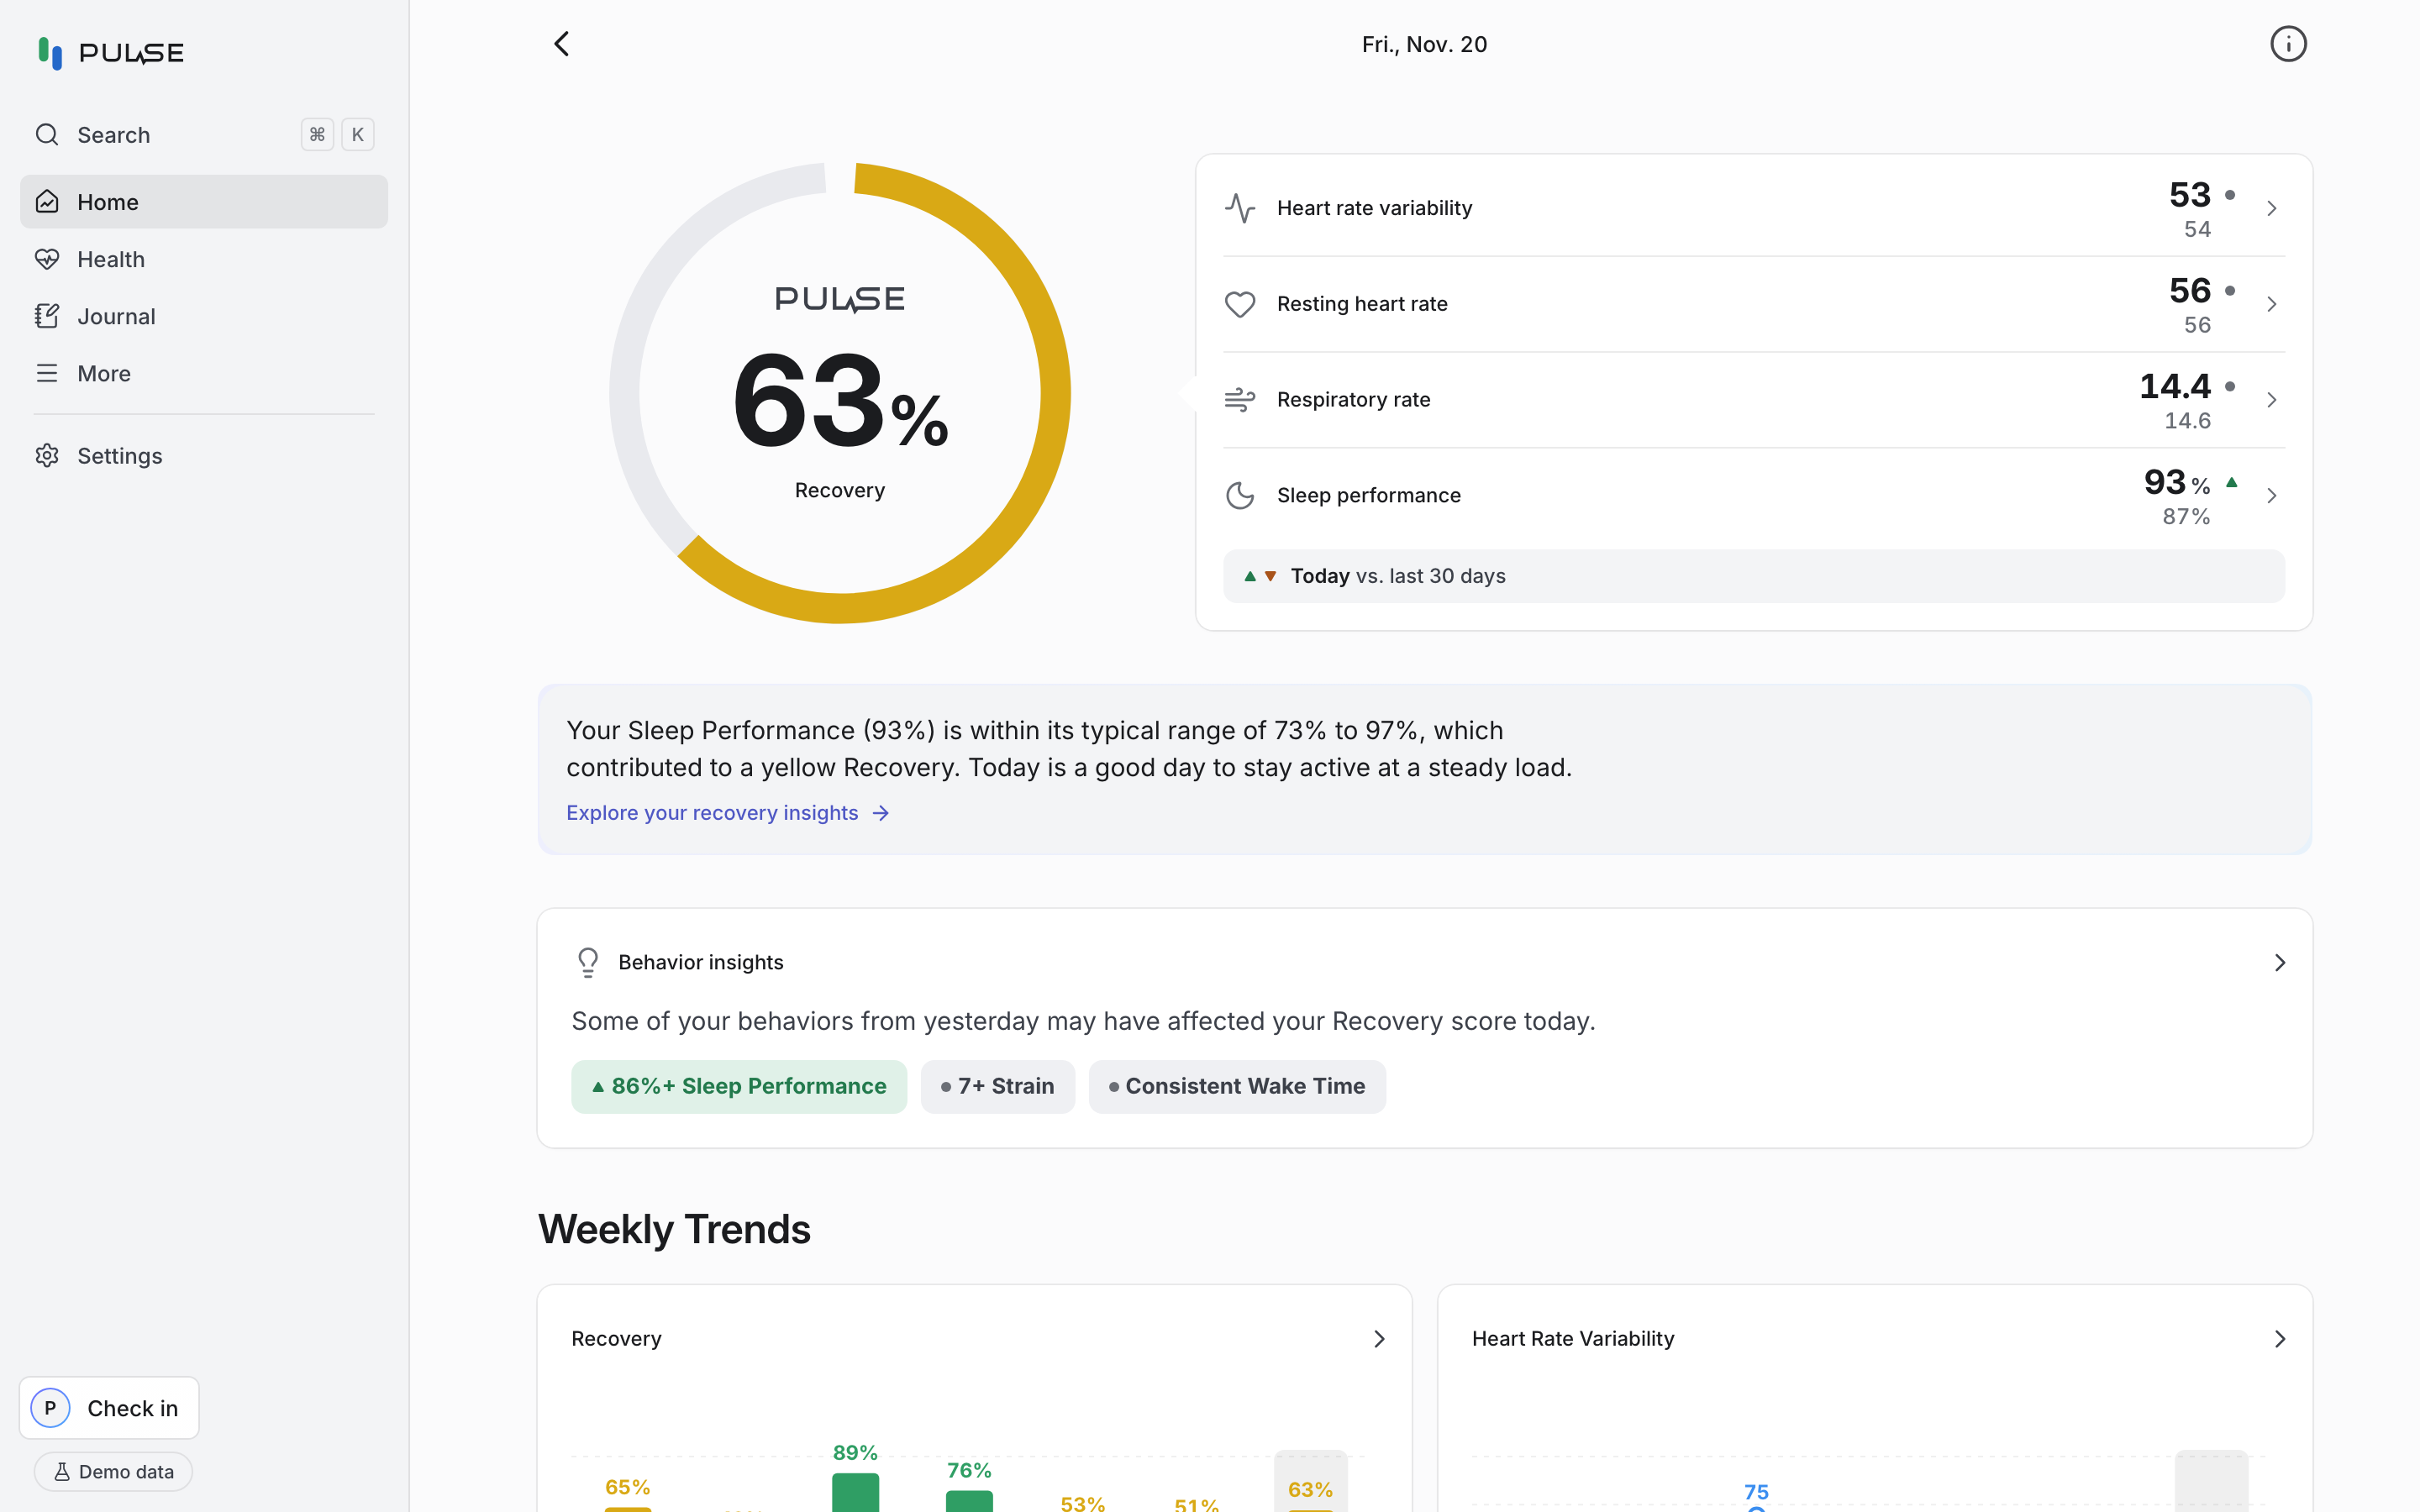 PULSE
Search ⌘ K
Home
Health
Journal
More
Settings
P Check in
Demo data
Fri., Nov. 20
PULSE
63%
Recovery
Heart rate variability 53
54
Resting heart rate 56
56
Respiratory rate 14.4
14.6
Sleep performance 93%
87%
Today vs. last 30 days
Your Sleep Performance (93%) is within its typical range of 73% to 97%, which
contributed to a yellow Recovery. Today is a good day to stay active at a steady load.
Explore your recovery insights →
Behavior insights
Some of your behaviors from yesterday may have affected your Recovery score today.
86%+ Sleep Performance 7+ Strain Consistent Wake Time
Weekly Trends
Recovery
65% 89% 76% 53% 51% 63%
Heart Rate Variability
75